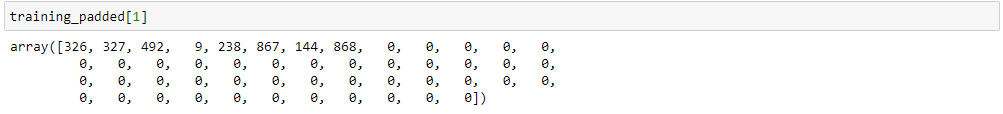 training_padded[1]
array([326, 327, 492,   9, 238, 867, 144, 868,   0,   0,   0,   0,   0,
         0,   0,   0,   0,   0,   0,   0,   0,   0,   0,   0,   0,   0,
         0,   0,   0,   0,   0,   0,   0,   0,   0,   0,   0,   0,   0,
         0,   0,   0,   0,   0,   0,   0,   0,   0,   0,   0])